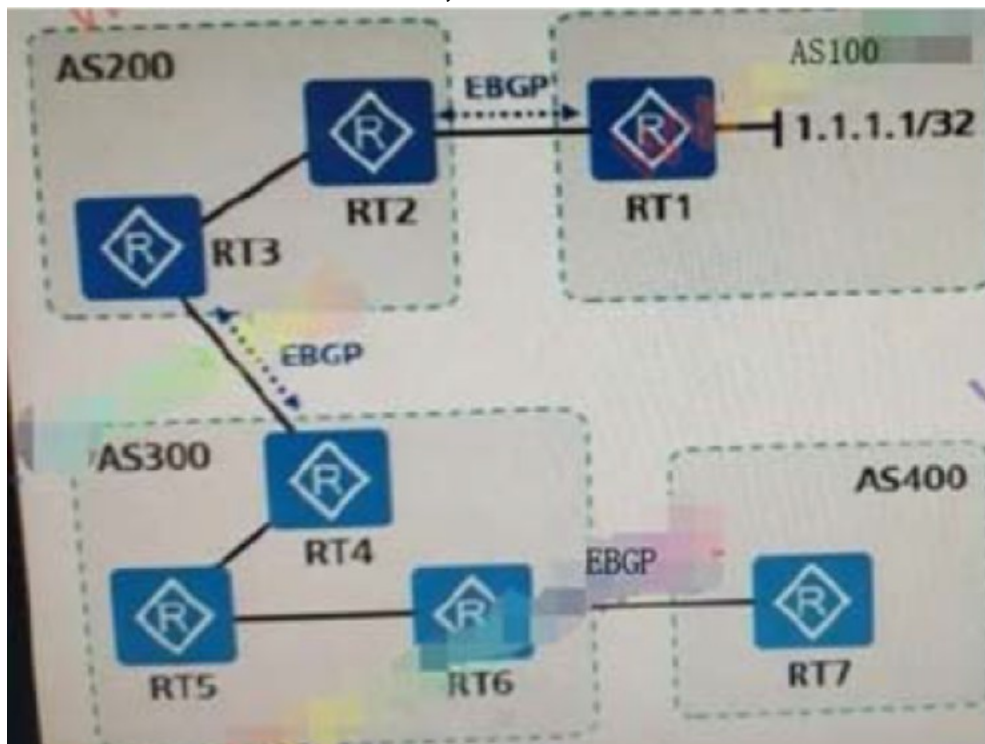 AS200
AS100
EBGP
R
R
1.1.1.1/32
RT2
RT1
R
RT3
EBGP
AS300
R
AS400
RT4
EBGP
R
R
R
RT5
RT6
RT7